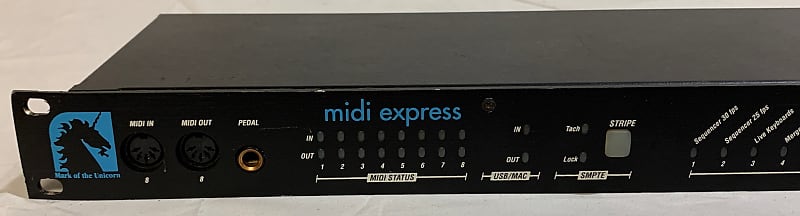 midi express
MIDI IN
MIDI OUT
PEDAL
8
8
Mark of the Unicorn
IN
OUT
1 2 3 4 5 6 7 8
MIDI STATUS
IN
OUT
USB/MAC
Tach
Lock
STRIPE
SMPTE
Sequencer 30 fps
Sequencer 25 fps
Live Keyboards
1 2 3 4